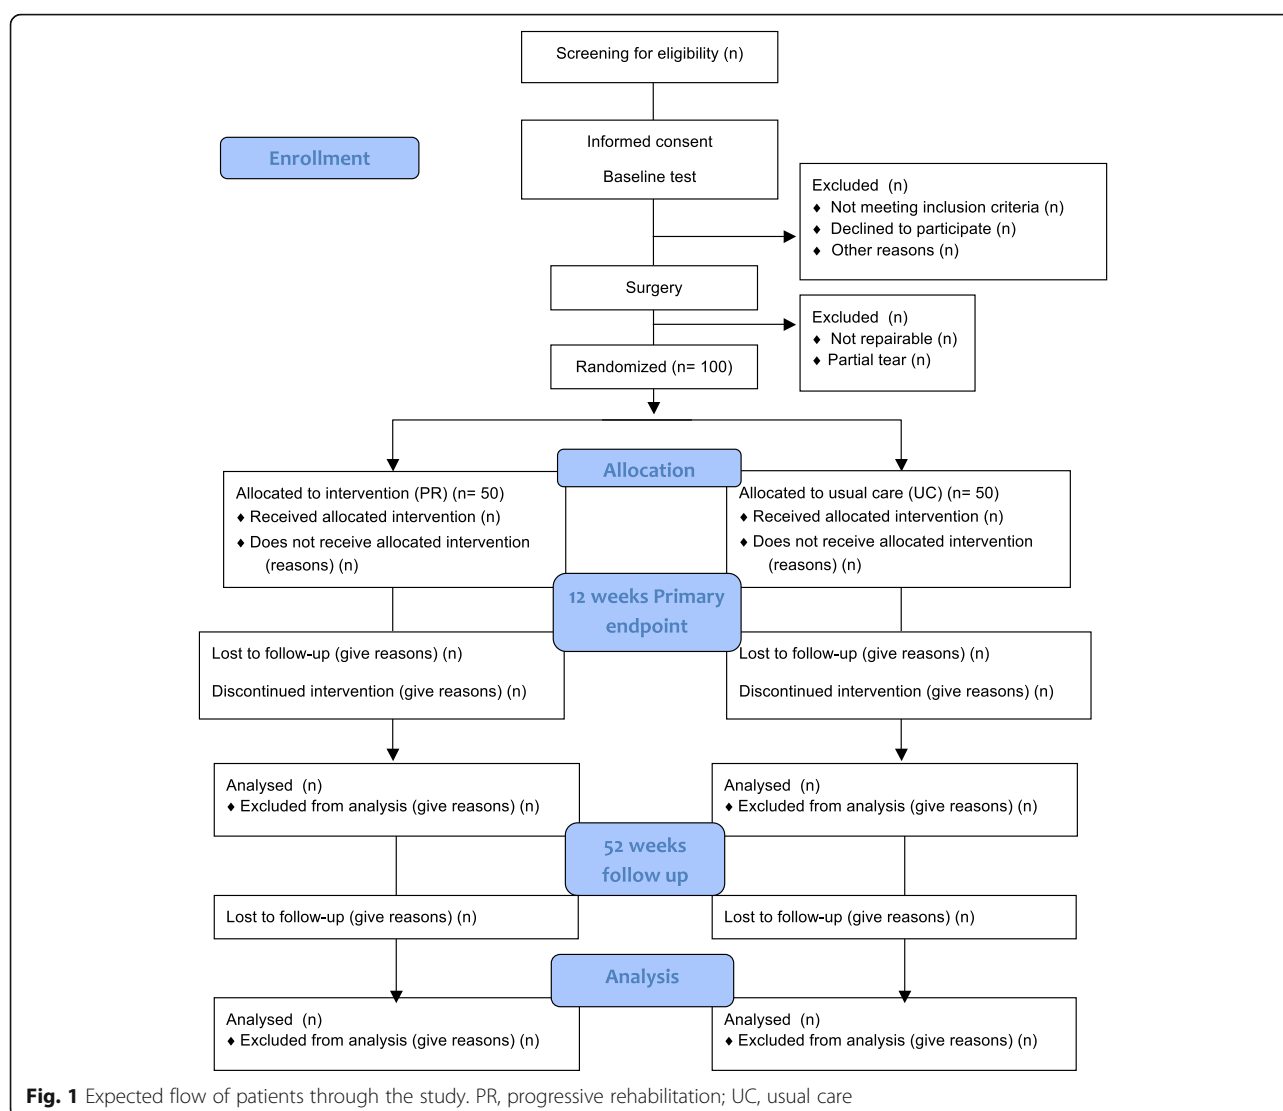 Screening for eligibility (n)
Enrollment
Informed consent
Baseline test
Excluded (n)
♦ Not meeting inclusion criteria (n)
♦ Declined to participate (n)
♦ Other reasons (n)
Surgery
Excluded (n)
♦ Not repairable (n)
♦ Partial tear (n)
Randomized (n= 100)
Allocation
Allocated to intervention (PR) (n= 50)
♦ Received allocated intervention (n)
♦ Does not receive allocated intervention
(reasons) (n)
Allocated to usual care (UC) (n= 50)
♦ Received allocated intervention (n)
♦ Does not receive allocated intervention
(reasons) (n)
12 weeks Primary
endpoint
Lost to follow-up (give reasons) (n)
Discontinued intervention (give reasons) (n)
Lost to follow-up (give reasons) (n)
Discontinued intervention (give reasons) (n)
Analysed (n)
♦ Excluded from analysis (give reasons) (n)
Analysed (n)
♦ Excluded from analysis (give reasons) (n)
52 weeks
follow up
Lost to follow-up (give reasons) (n)
Lost to follow-up (give reasons) (n)
Analysis
Analysed (n)
♦ Excluded from analysis (give reasons) (n)
Analysed (n)
♦ Excluded from analysis (give reasons) (n)
Fig. 1 Expected flow of patients through the study. PR, progressive rehabilitation; UC, usual care